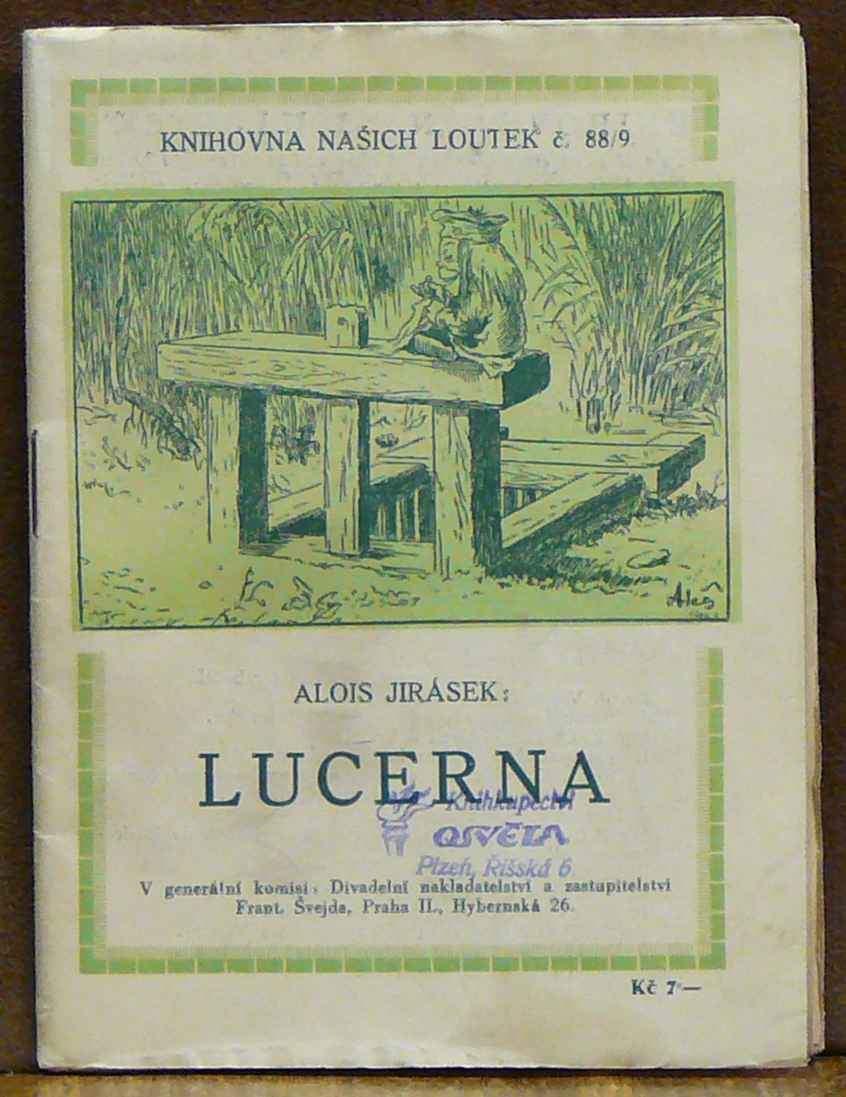 KNIHOVNA NAŠICH LOUTEK č. 88/9
Aleš
ALOIS JIRÁSEK:
LUCERNA
Knihkupectví
OSVĚTA
Plzeň, Říšská 6
V generální komisi: Divadelní nakladatelství a zastupitelství
Frant. Švejda, Praha II., Hybernská 26.
Kč 7·—